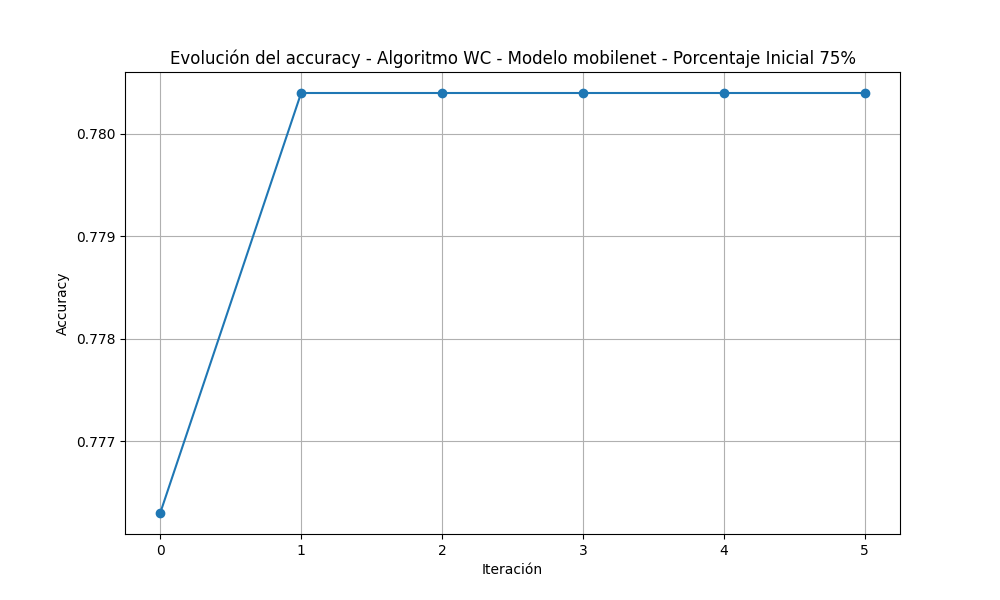 Evolución del accuracy - Algoritmo WC - Modelo mobilenet - Porcentaje Inicial 75%
0.780
0.779
0.778
0.777
Accuracy
0 1 2 3 4 5
Iteración